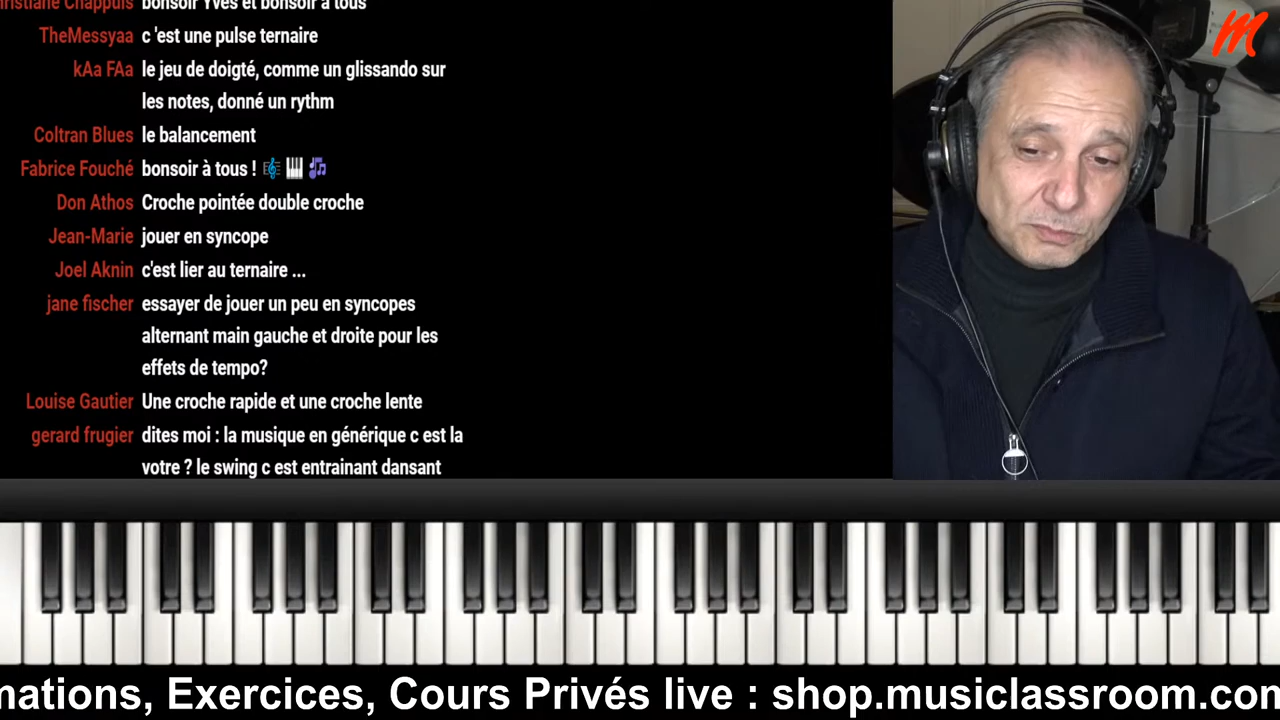 ristiane Chappuis bonsoir Yves et bonsoir à tous
TheMessyaa c 'est une pulse ternaire
kAa FAa le jeu de doigté, comme un glissando sur
les notes, donné un rythm
Coltran Blues le balancement
Fabrice Fouché bonsoir à tous ! 🎼 🎹 🎶
Don Athos Croche pointée double croche
Jean-Marie jouer en syncope
Joel Aknin c'est lier au ternaire ...
jane fischer essayer de jouer un peu en syncopes
alternant main gauche et droite pour les
effets de tempo?
Louise Gautier Une croche rapide et une croche lente
gerard frugier dites moi : la musique en générique c est la
votre ? le swing c est entrainant dansant
M
mations, Exercices, Cours Privés live : shop.musiclassroom.com